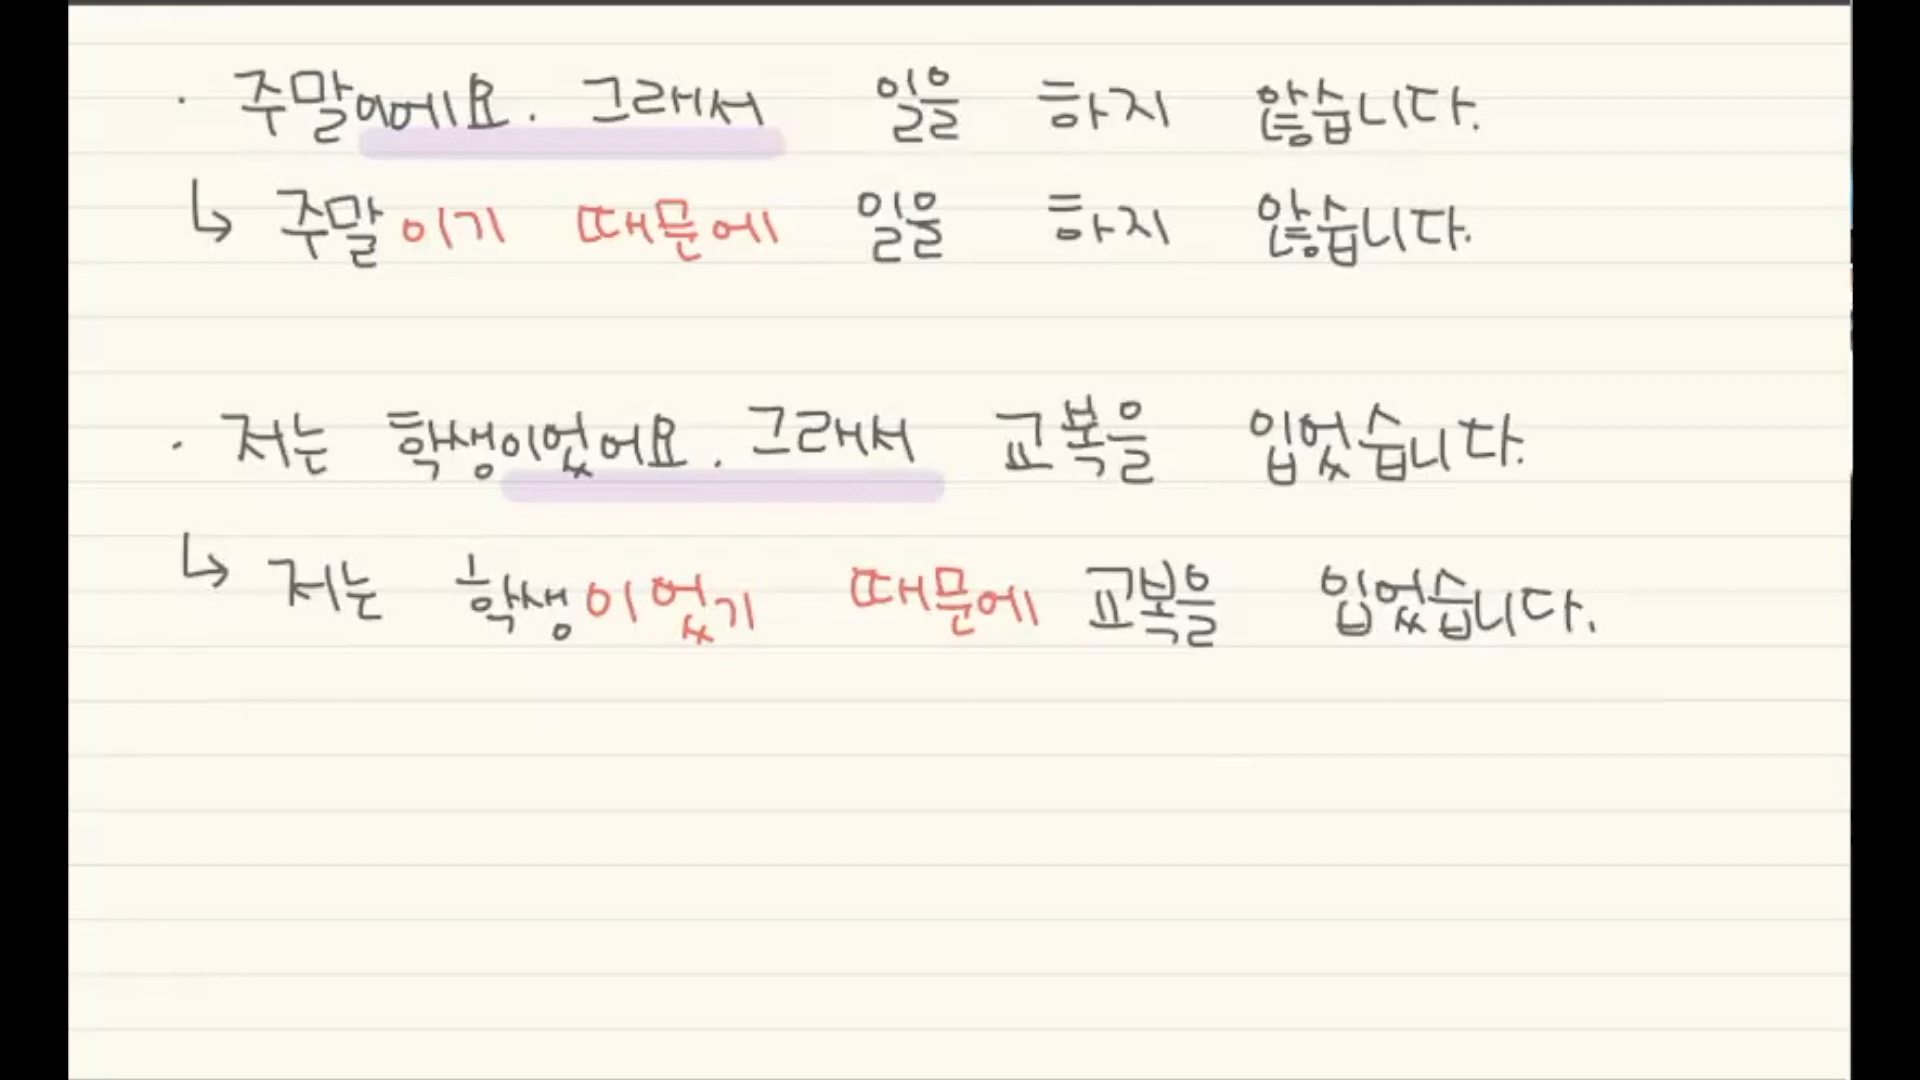 · 주말이에요. 그래서 일을 하지 않습니다.
↳ 주말이기 때문에 일을 하지 않습니다.
· 저는 학생이었어요. 그래서 교복을 입었습니다.
↳ 저는 학생이었기 때문에 교복을 입었습니다.